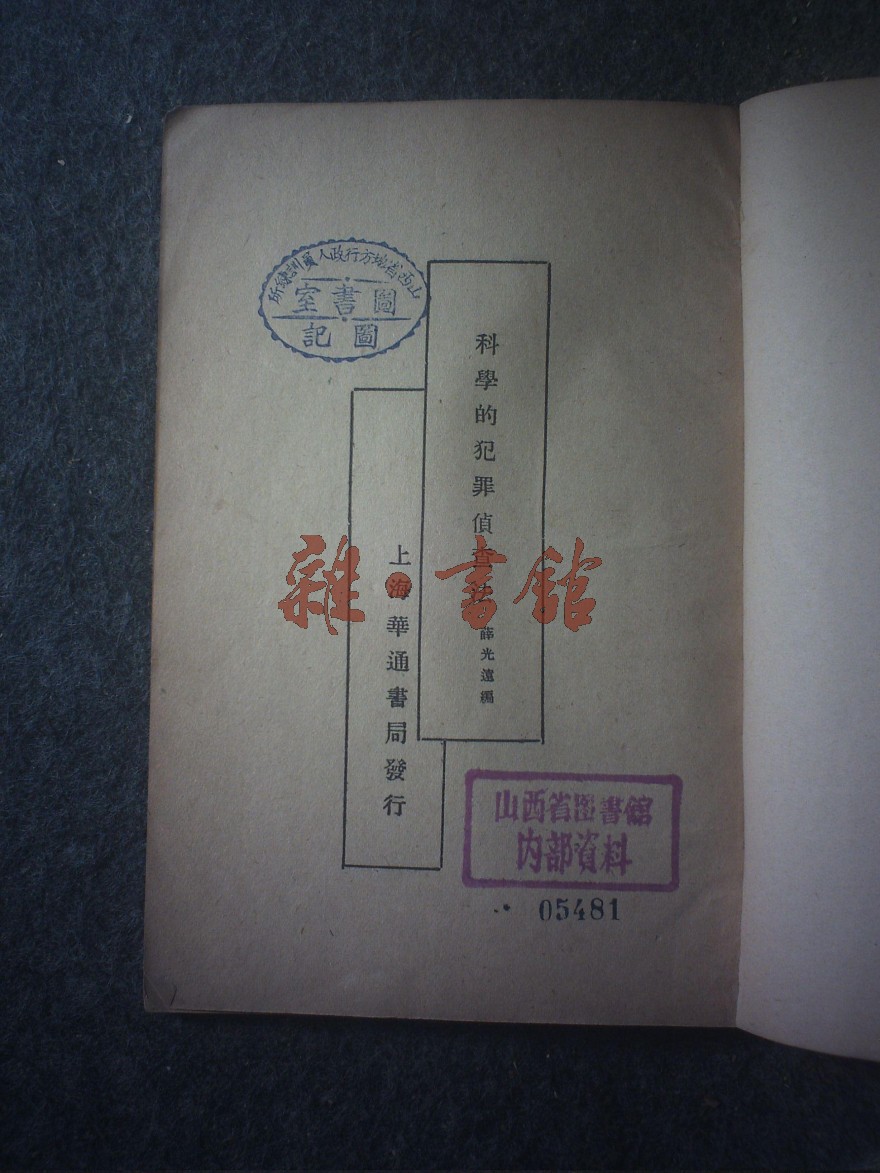 山西省地方行政人員訓練所
圖書室
圖記
科學的犯罪偵查法
薛光遠編
上海華通書局發行
雜·書館
山西省图書館
内部資料
05481